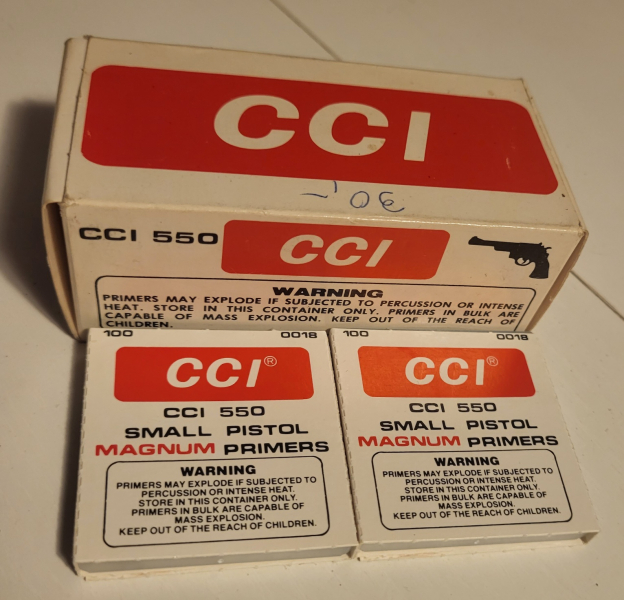 CCI
30,-
CCI 550
CCI
WARNING
PRIMERS MAY EXPLODE IF SUBJECTED TO PERCUSSION OR INTENSE
HEAT. STORE IN THIS CONTAINER ONLY. PRIMERS IN BULK ARE
CAPABLE OF MASS EXPLOSION. KEEP OUT OF THE REACH OF
CHILDREN.
100 0018
CCI®
CCI 550
SMALL PISTOL
MAGNUM PRIMERS
WARNING
PRIMERS MAY EXPLODE IF SUBJECTED TO
PERCUSSION OR INTENSE HEAT.
STORE IN THIS CONTAINER ONLY.
PRIMERS IN BULK ARE CAPABLE OF
MASS EXPLOSION.
KEEP OUT OF THE REACH OF CHILDREN.
100 0018
CCI®
CCI 550
SMALL PISTOL
MAGNUM PRIMERS
WARNING
PRIMERS MAY EXPLODE IF SUBJECTED TO
PERCUSSION OR INTENSE HEAT.
STORE IN THIS CONTAINER ONLY.
PRIMERS IN BULK ARE CAPABLE OF
MASS EXPLOSION.
KEEP OUT OF THE REACH OF CHILDREN.